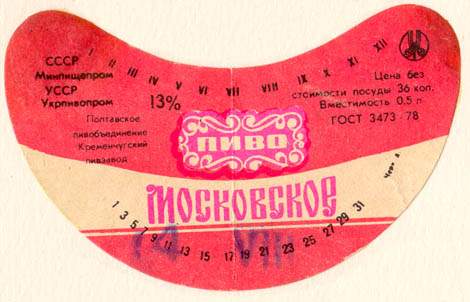 I II III IV V VI VII VIII IX X XI XII
СССР
Минпищепром
УССР
Укрпивопром
13%
Полтавское
пивобъединение
Кременчугский
пивзавод
Цена без
стоимости посуды 36 коп.
Вместимость 0,5 л.
ГОСТ 3473-78
ПИВО
МОСКОВСКОЕ
1 3 5 7 9 11 13 15 17 19 21 23 25 27 29 31
14 VIII